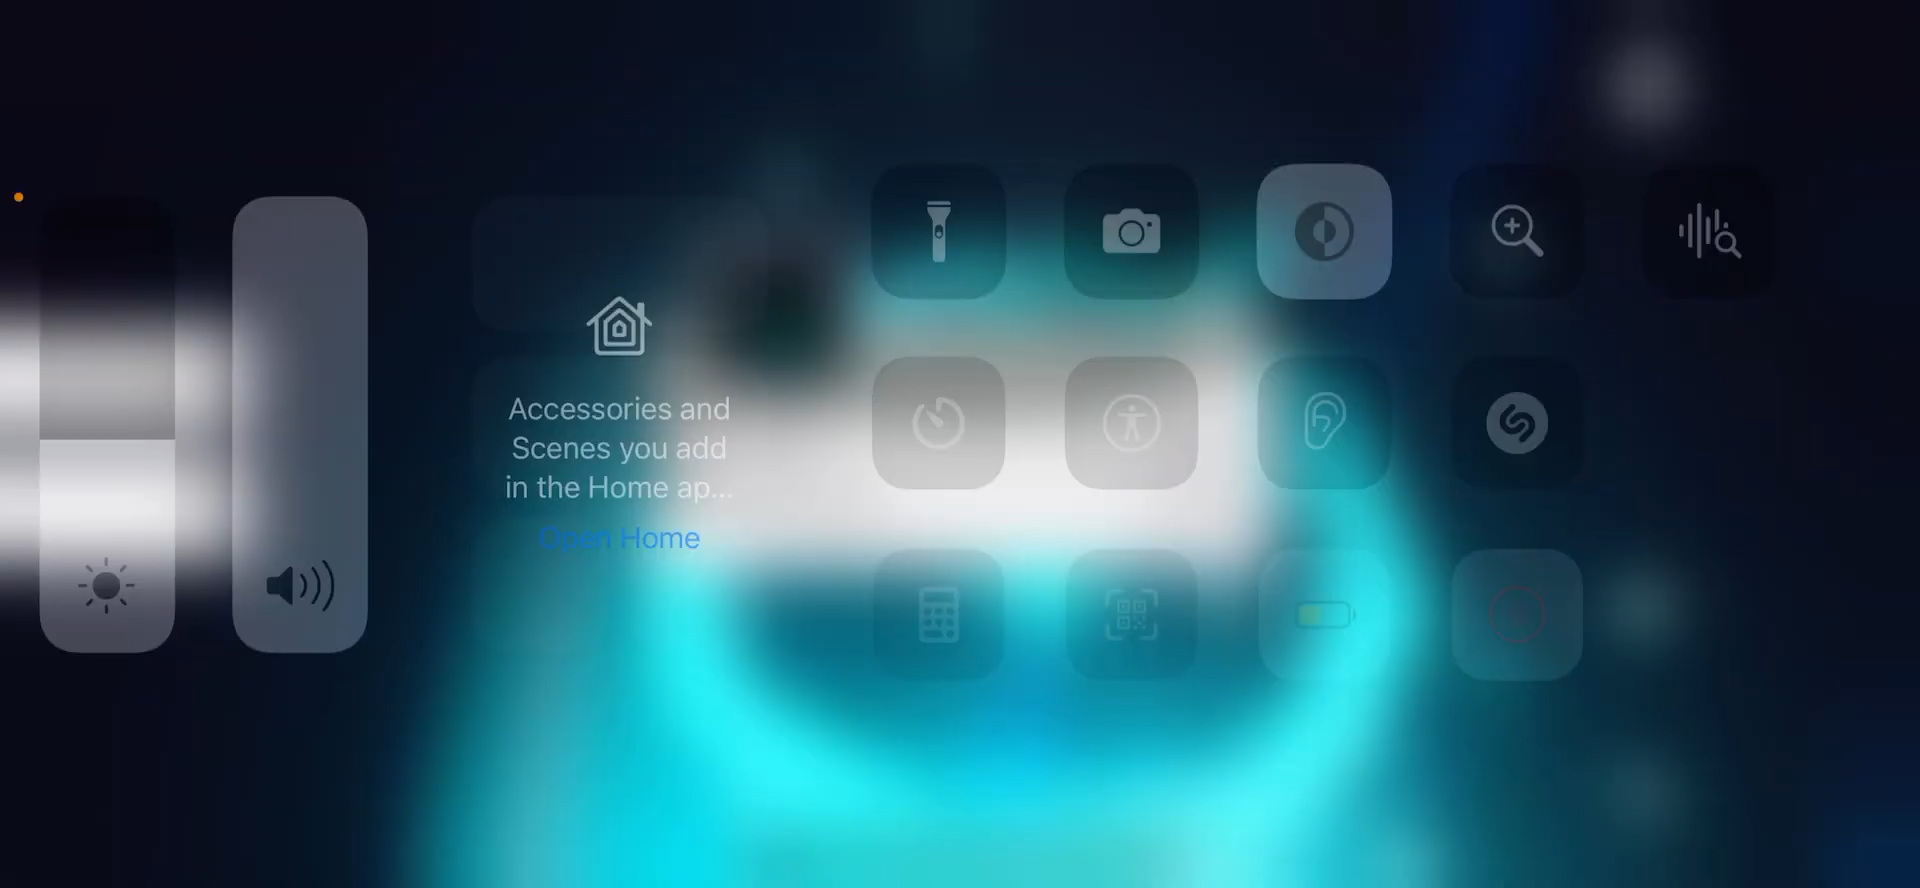 Accessories and
Scenes you add
in the Home ap...
Open Home